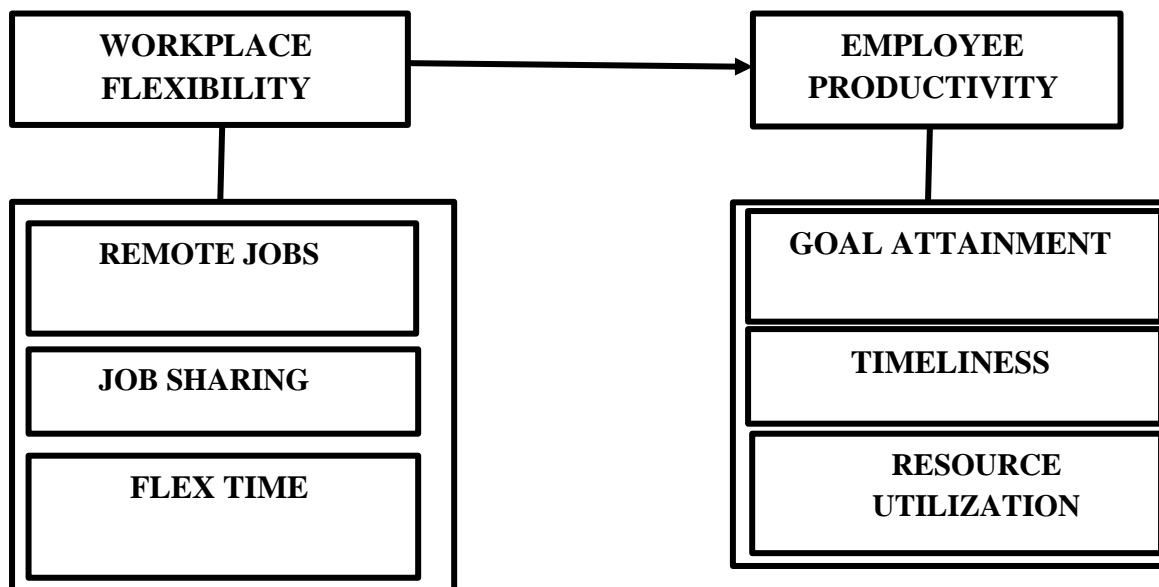 WORKPLACE
FLEXIBILITY
EMPLOYEE
PRODUCTIVITY
REMOTE JOBS
JOB SHARING
FLEX TIME
GOAL ATTAINMENT
TIMELINESS
RESOURCE
UTILIZATION